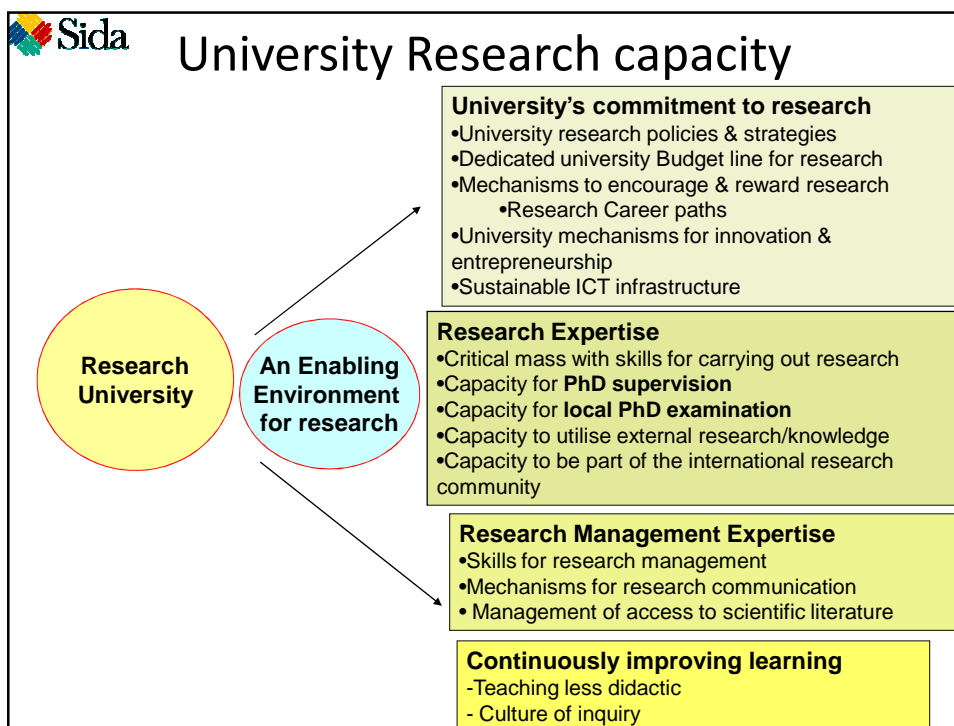 Sida
University Research capacity
University's commitment to research
•University research policies & strategies
•Dedicated university Budget line for research
•Mechanisms to encourage & reward research
•Research Career paths
•University mechanisms for innovation &
entrepreneurship
•Sustainable ICT infrastructure
Research
University
An Enabling
Environment
for research
Research Expertise
•Critical mass with skills for carrying out research
•Capacity for PhD supervision
•Capacity for local PhD examination
•Capacity to utilise external research/knowledge
•Capacity to be part of the international research
community
Research Management Expertise
•Skills for research management
•Mechanisms for research communication
• Management of access to scientific literature
Continuously improving learning
-Teaching less didactic
- Culture of inquiry